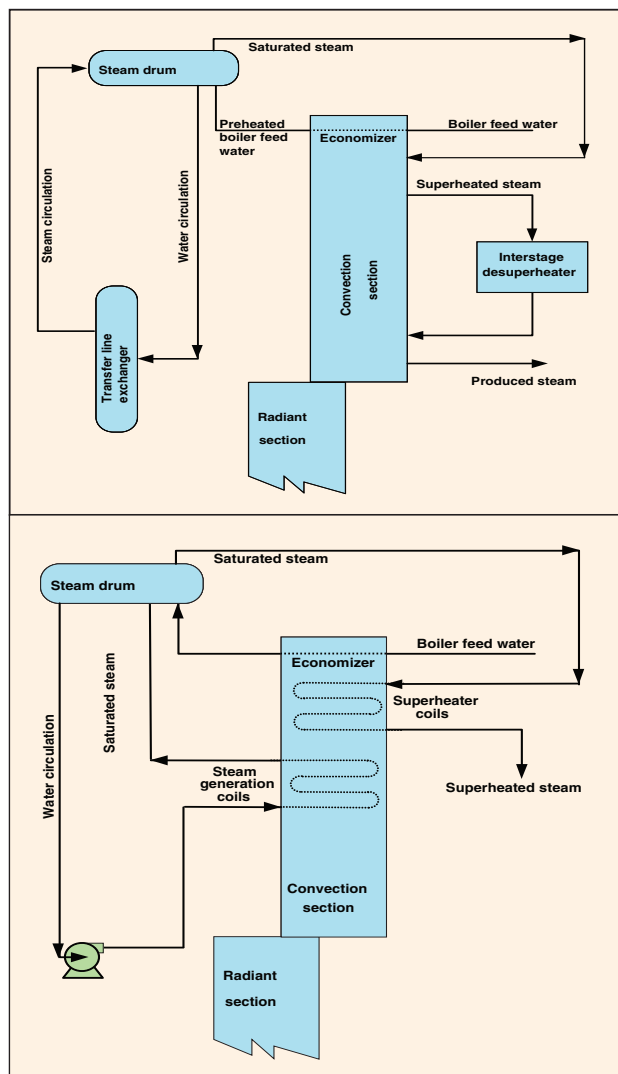 Saturated steam
Steam drum
Preheated
boiler feed
water
Economizer
Boiler feed water
Superheated steam
Steam circulation
Water circulation
Interstage
desuperheater
Convection
section
Transfer line
exchanger
Produced steam
Radiant
section
Saturated steam
Steam drum
Boiler feed water
Economizer
Superheater
coils
Saturated steam
Water circulation
Steam
generation
coils
Superheated steam
Convection
section
Radiant
section